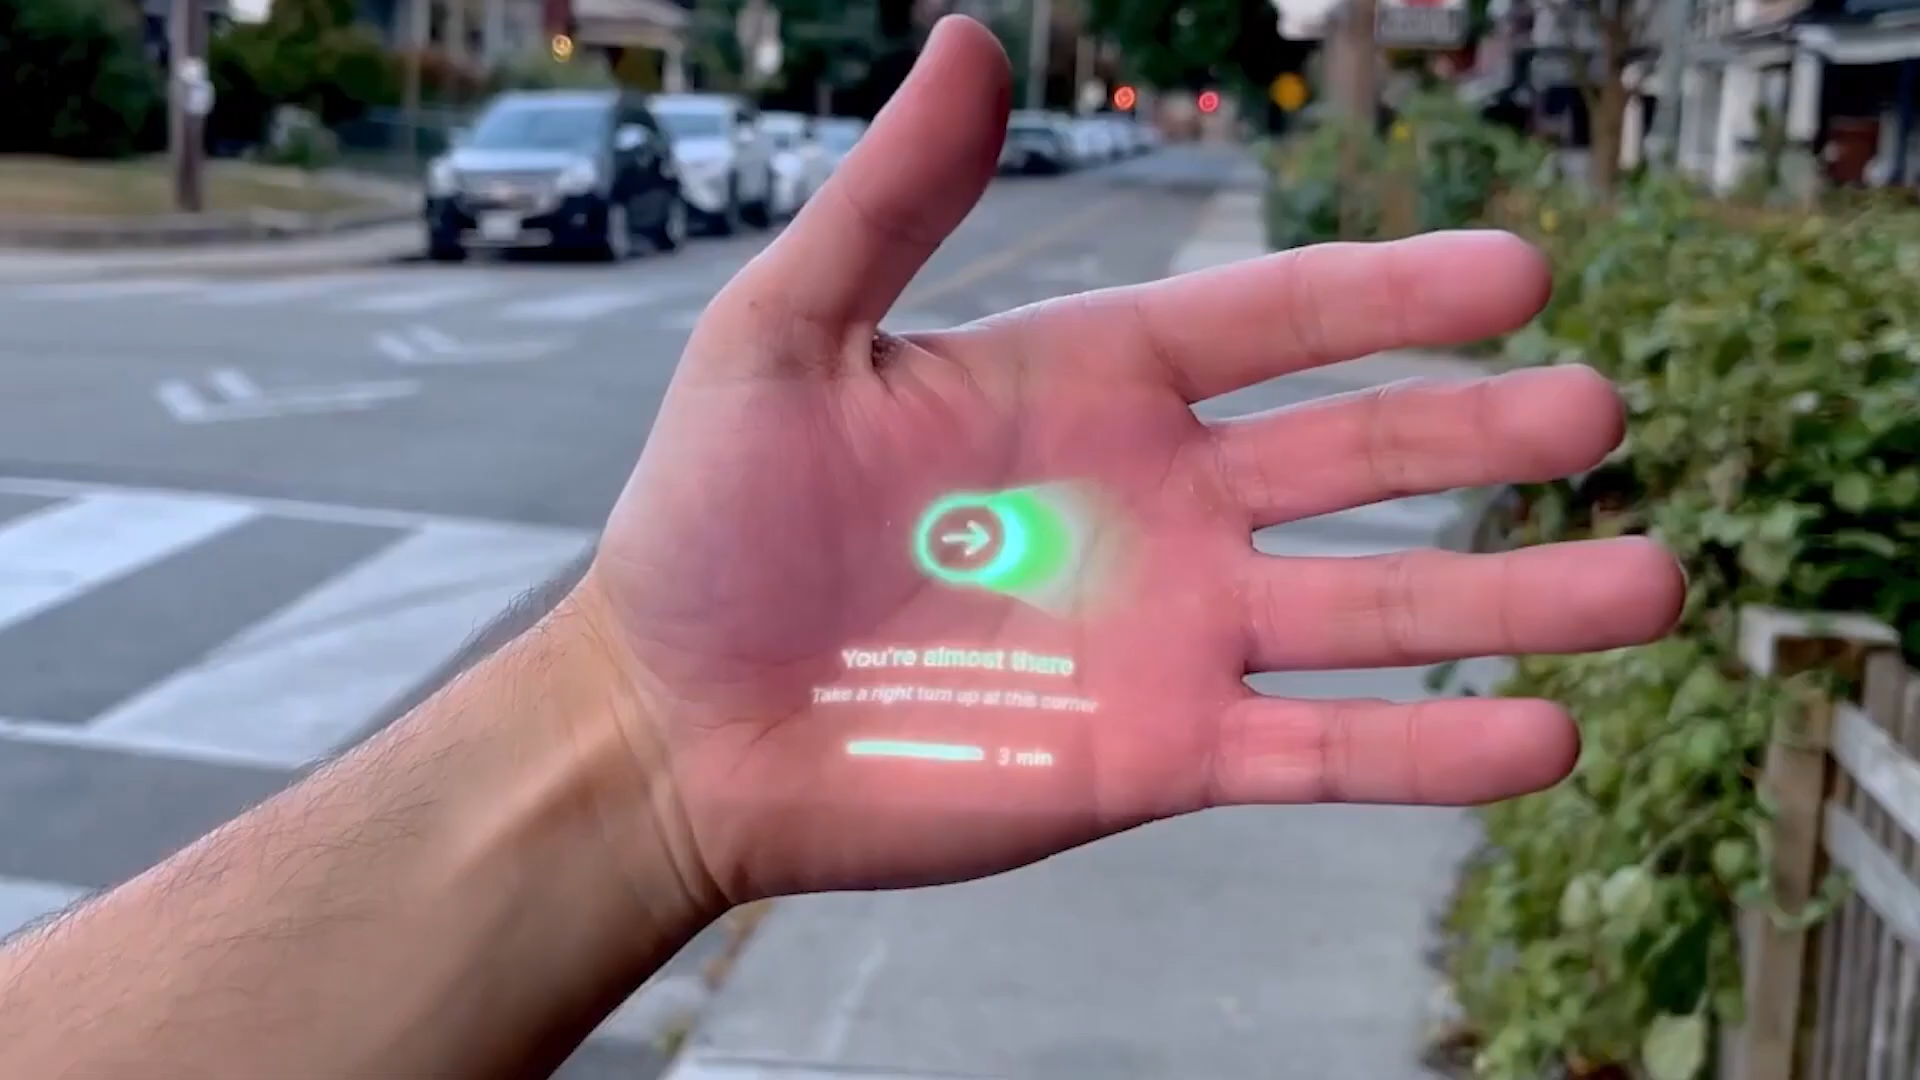 You're almost there
Take a right turn up at this corner
3 min